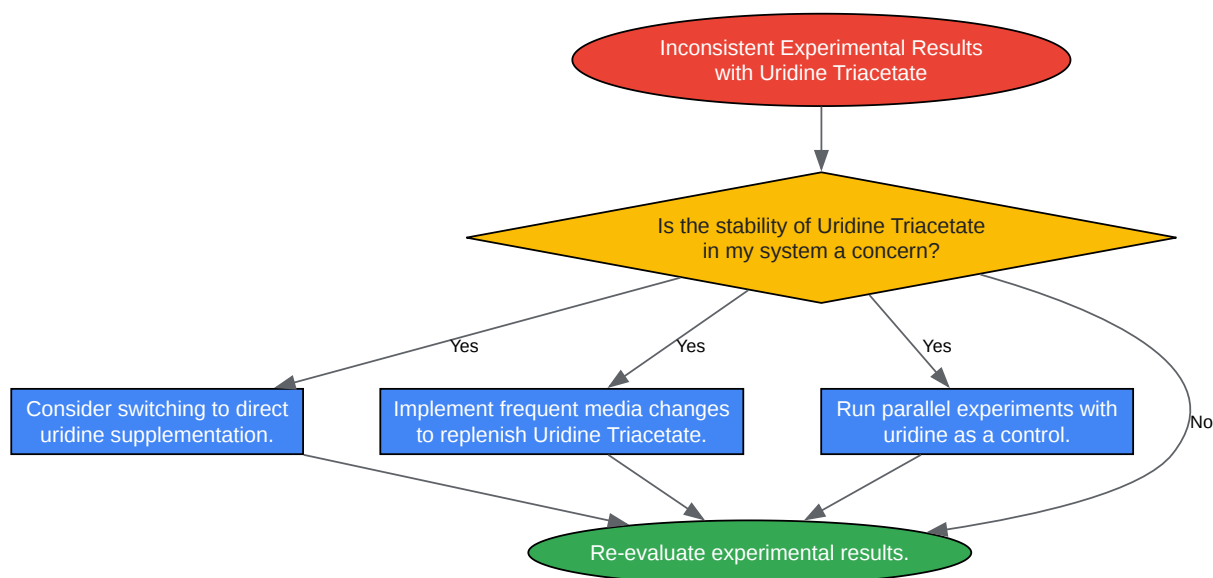 Inconsistent Experimental Results
with Uridine Triacetate
Is the stability of Uridine Triacetate
in my system a concern?
Yes
Yes
Yes
No
Consider switching to direct
uridine supplementation.
Implement frequent media changes
to replenish Uridine Triacetate.
Run parallel experiments with
uridine as a control.
Re-evaluate experimental results.